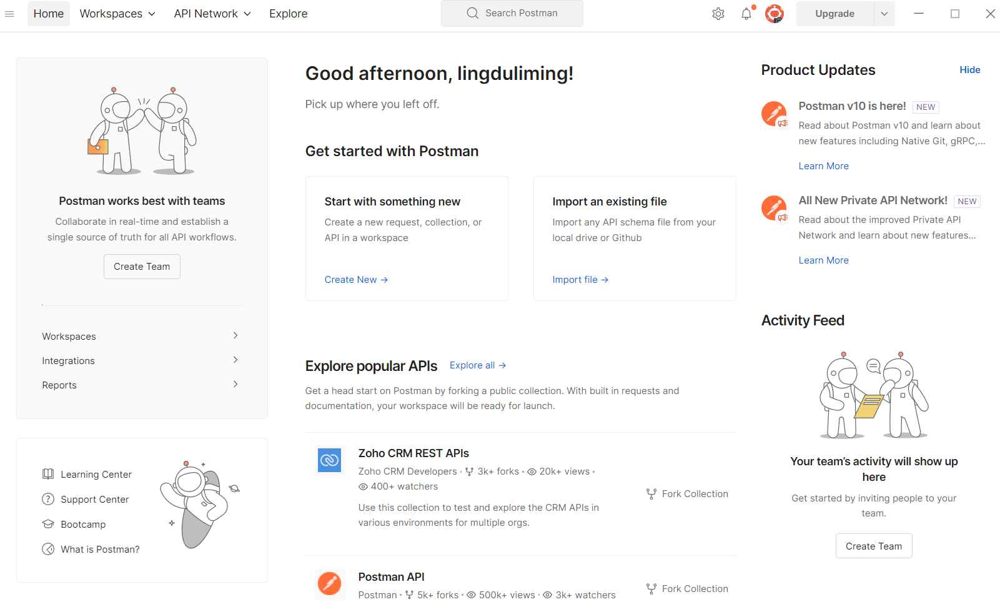 Home Workspaces API Network Explore Search Postman Upgrade
Postman works best with teams
Collaborate in real-time and establish a
single source of truth for all API workflows.
Create Team
Workspaces
Integrations
Reports
Learning Center
Support Center
Bootcamp
What is Postman?
Good afternoon, lingduliming!
Pick up where you left off.
Get started with Postman
Start with something new
Create a new request, collection, or
API in a workspace
Create New →
Import an existing file
Import any API schema file from your
local drive or Github
Import file →
Explore popular APIs Explore all →
Get a head start on Postman by forking a public collection. With built in requests and
documentation, your workspace will be ready for launch.
Zoho CRM REST APIs
Zoho CRM Developers · 3k+ forks · 20k+ views ·
400+ watchers
Use this collection to test and explore the CRM APIs in
various environments for multiple orgs.
Fork Collection
Postman API
Postman · 5k+ forks · 500k+ views · 3k+ watchers
Fork Collection
Product Updates Hide
Postman v10 is here! NEW
Read about Postman v10 and learn about
new features including Native Git, gRPC,...
Learn More
All New Private API Network! NEW
Read about the improved Private API
Network and learn about new features...
Learn More
Activity Feed
Your team's activity will show up
here
Get started by inviting people to your
team.
Create Team